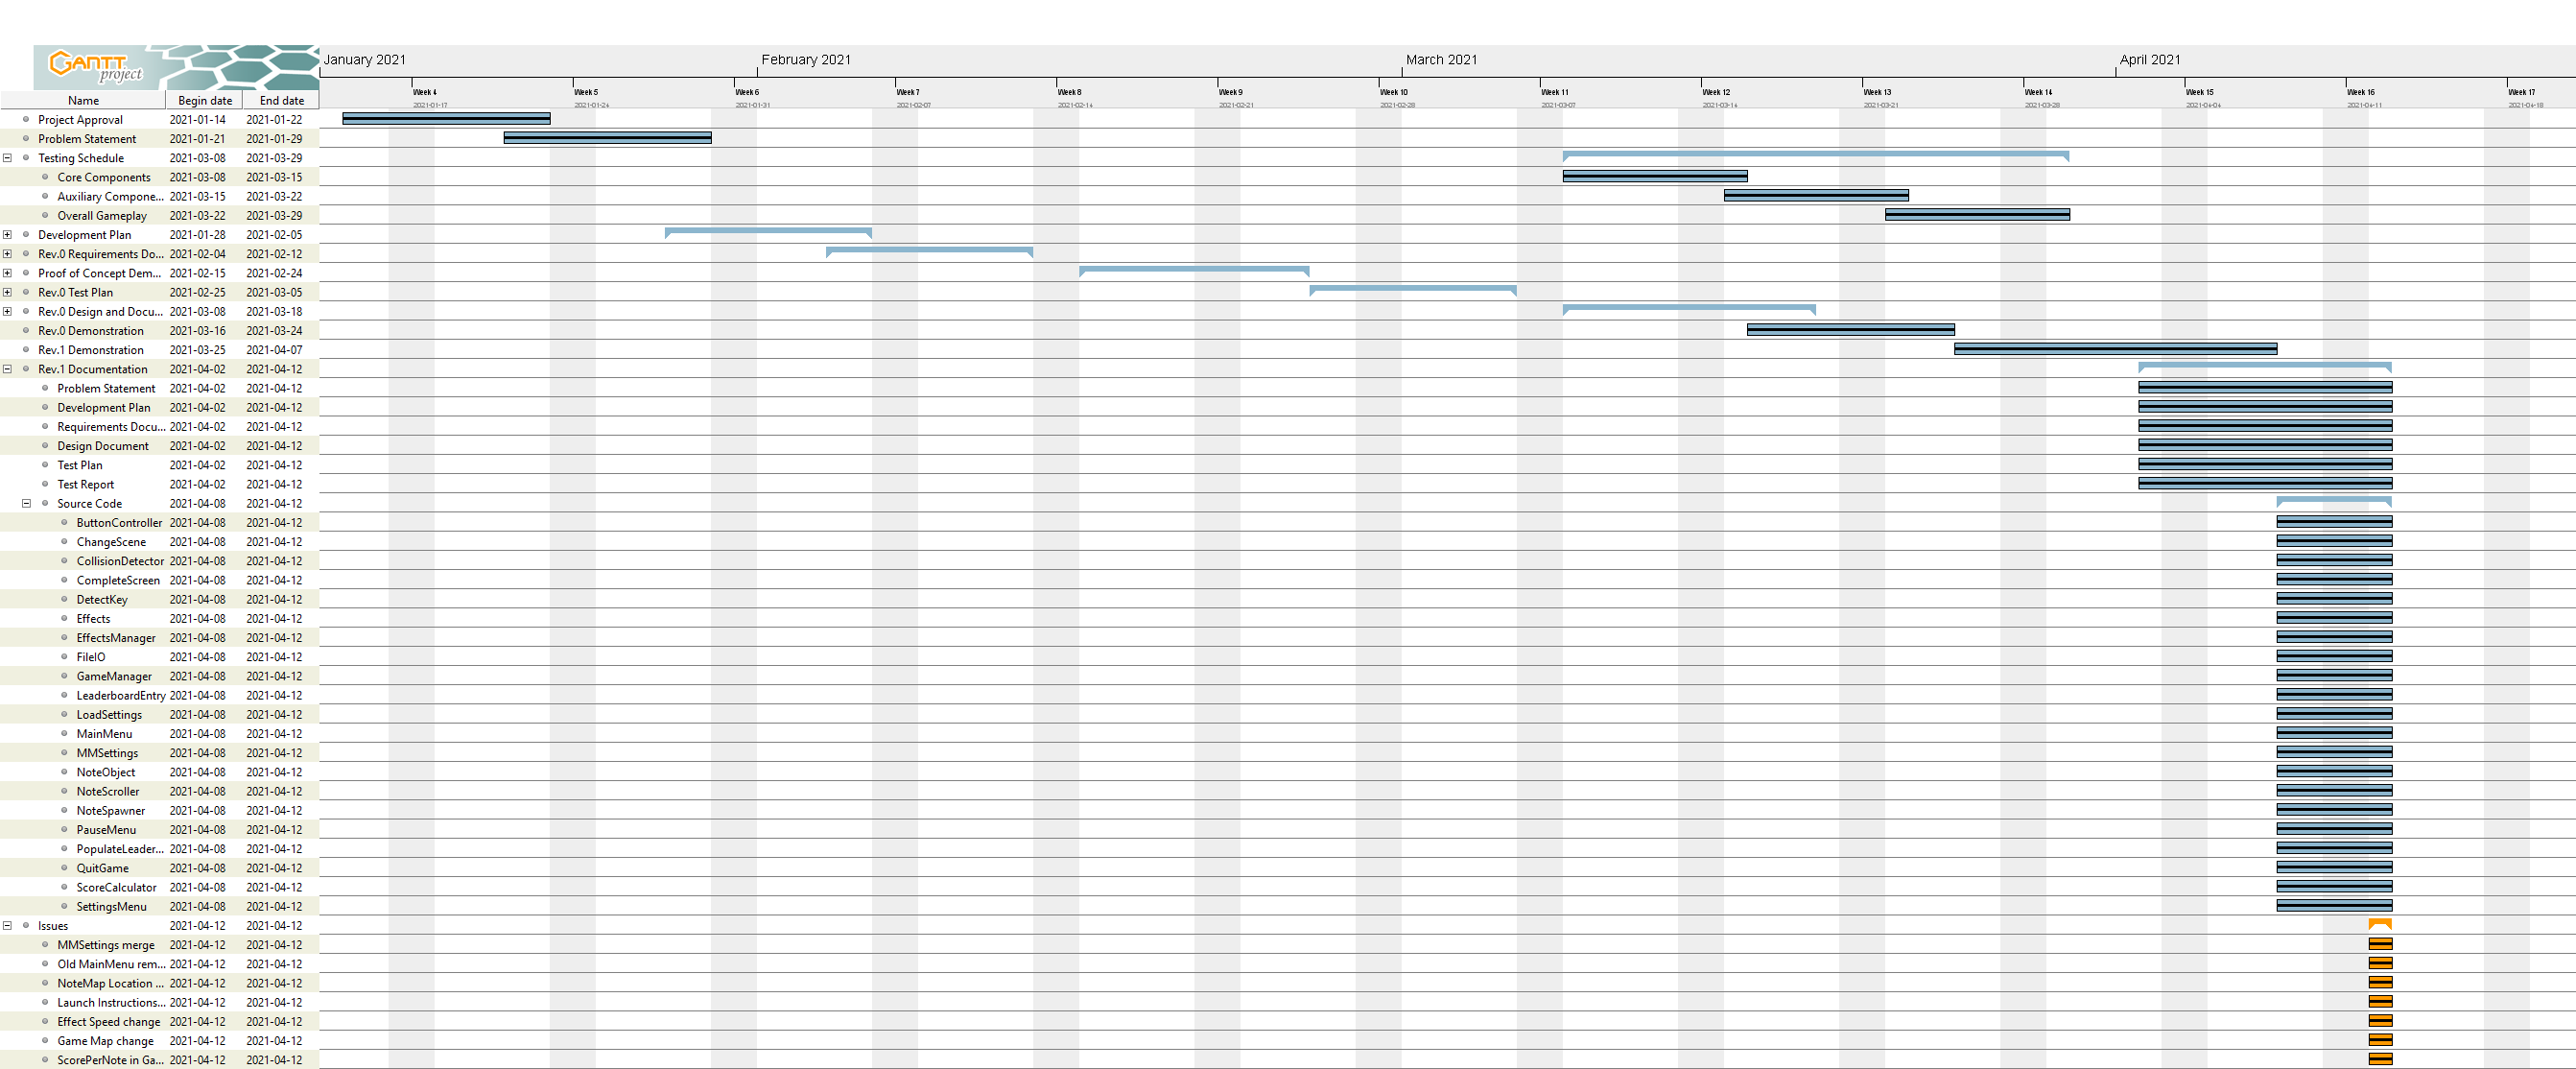 GANTT project
January 2021 February 2021 March 2021 April 2021
Name Begin date End date
Week 4 Week 5 Week 6 Week 7 Week 8 Week 9 Week 10 Week 11 Week 12 Week 13 Week 14 Week 15 Week 16 Week 17
2021-01-17 2021-01-24 2021-01-31 2021-02-07 2021-02-14 2021-02-21 2021-02-28 2021-03-07 2021-03-14 2021-03-21 2021-03-28 2021-04-04 2021-04-11 2021-04-18
Project Approval 2021-01-14 2021-01-22
Problem Statement 2021-01-21 2021-01-29
Testing Schedule 2021-03-08 2021-03-29
Core Components 2021-03-08 2021-03-15
Auxiliary Compone... 2021-03-15 2021-03-22
Overall Gameplay 2021-03-22 2021-03-29
Development Plan 2021-01-28 2021-02-05
Rev.0 Requirements Do... 2021-02-04 2021-02-12
Proof of Concept Dem... 2021-02-15 2021-02-24
Rev.0 Test Plan 2021-02-25 2021-03-05
Rev.0 Design and Docu... 2021-03-08 2021-03-18
Rev.0 Demonstration 2021-03-16 2021-03-24
Rev.1 Demonstration 2021-03-25 2021-04-07
Rev.1 Documentation 2021-04-02 2021-04-12
Problem Statement 2021-04-02 2021-04-12
Development Plan 2021-04-02 2021-04-12
Requirements Docu... 2021-04-02 2021-04-12
Design Document 2021-04-02 2021-04-12
Test Plan 2021-04-02 2021-04-12
Test Report 2021-04-02 2021-04-12
Source Code 2021-04-08 2021-04-12
ButtonController 2021-04-08 2021-04-12
ChangeScene 2021-04-08 2021-04-12
CollisionDetector 2021-04-08 2021-04-12
CompleteScreen 2021-04-08 2021-04-12
DetectKey 2021-04-08 2021-04-12
Effects 2021-04-08 2021-04-12
EffectsManager 2021-04-08 2021-04-12
FileIO 2021-04-08 2021-04-12
GameManager 2021-04-08 2021-04-12
LeaderboardEntry 2021-04-08 2021-04-12
LoadSettings 2021-04-08 2021-04-12
MainMenu 2021-04-08 2021-04-12
MMSettings 2021-04-08 2021-04-12
NoteObject 2021-04-08 2021-04-12
NoteScroller 2021-04-08 2021-04-12
NoteSpawner 2021-04-08 2021-04-12
PauseMenu 2021-04-08 2021-04-12
PopulateLeader... 2021-04-08 2021-04-12
QuitGame 2021-04-08 2021-04-12
ScoreCalculator 2021-04-08 2021-04-12
SettingsMenu 2021-04-08 2021-04-12
Issues 2021-04-12 2021-04-12
MMSettings merge 2021-04-12 2021-04-12
Old MainMenu rem... 2021-04-12 2021-04-12
NoteMap Location ... 2021-04-12 2021-04-12
Launch Instructions... 2021-04-12 2021-04-12
Effect Speed change 2021-04-12 2021-04-12
Game Map change 2021-04-12 2021-04-12
ScorePerNote in Ga... 2021-04-12 2021-04-12